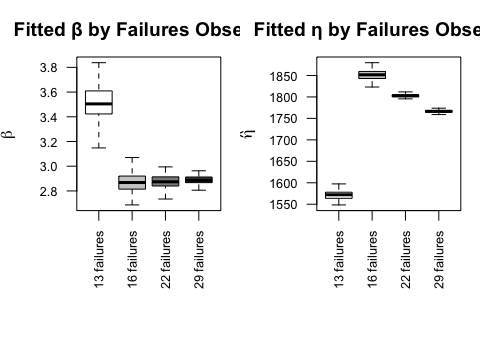 Fitted β by Failures Obse
3.8
3.6
3.4
3.2
3.0
2.8
β
13 failures
16 failures
22 failures
29 failures
Fitted η by Failures Obse
1850
1800
1750
1700
1650
1600
1550
η
13 failures
16 failures
22 failures
29 failures